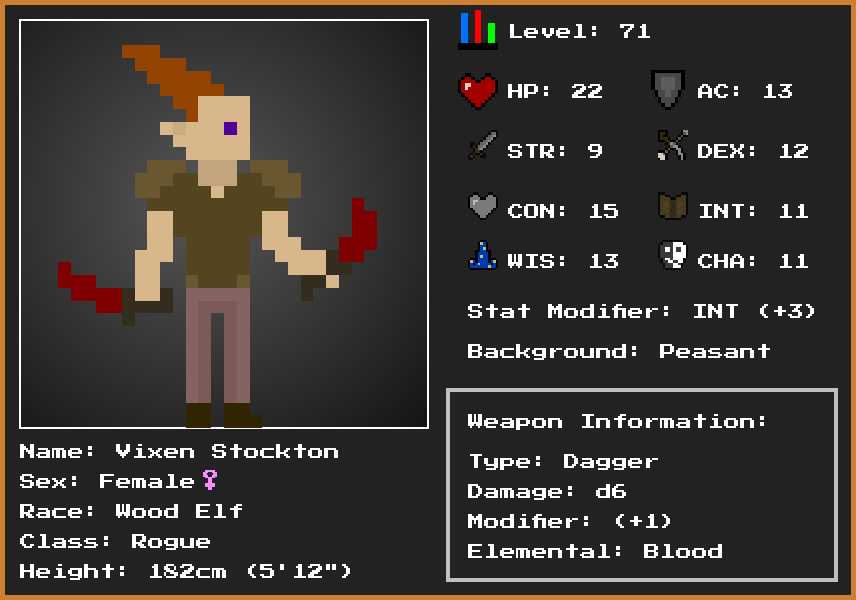 Level: 71
HP: 22 AC: 13
STR: 9 DEX: 12
CON: 15 INT: 11
WIS: 13 CHA: 11
Stat Modifier: INT (+3)
Background: Peasant
Weapon Information:
Type: Dagger
Damage: d6
Modifier: (+1)
Elemental: Blood
Name: Vixen Stockton
Sex: Female♀
Race: Wood Elf
Class: Rogue
Height: 182cm (5'12")